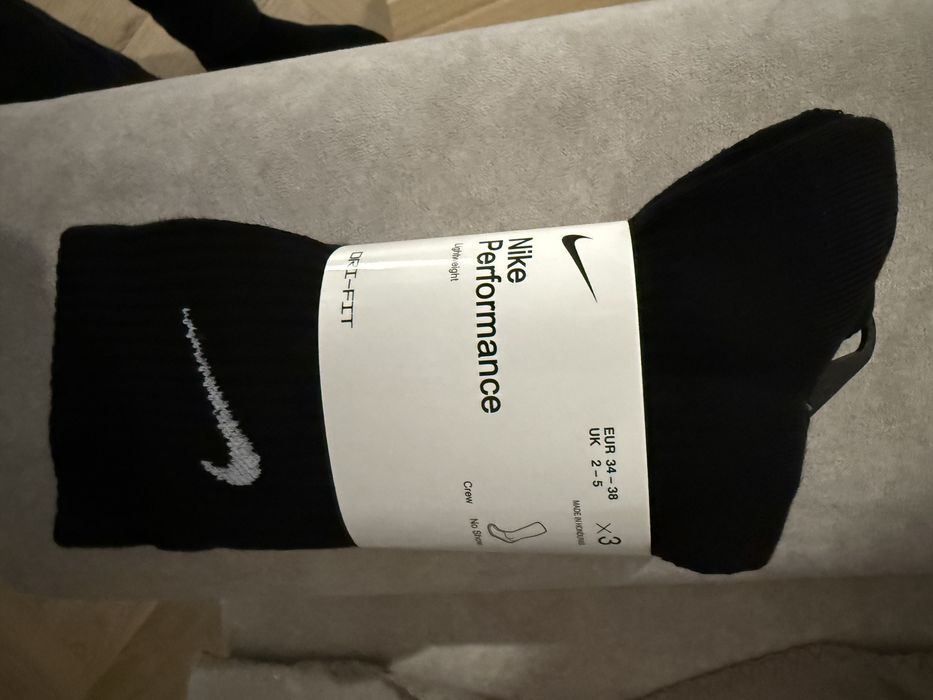 EUR 34 – 38
UK 2 – 5
x3
MADE IN HONDURAS
Nike
Performance
Lightweight
Crew
No Show
DRI-FIT